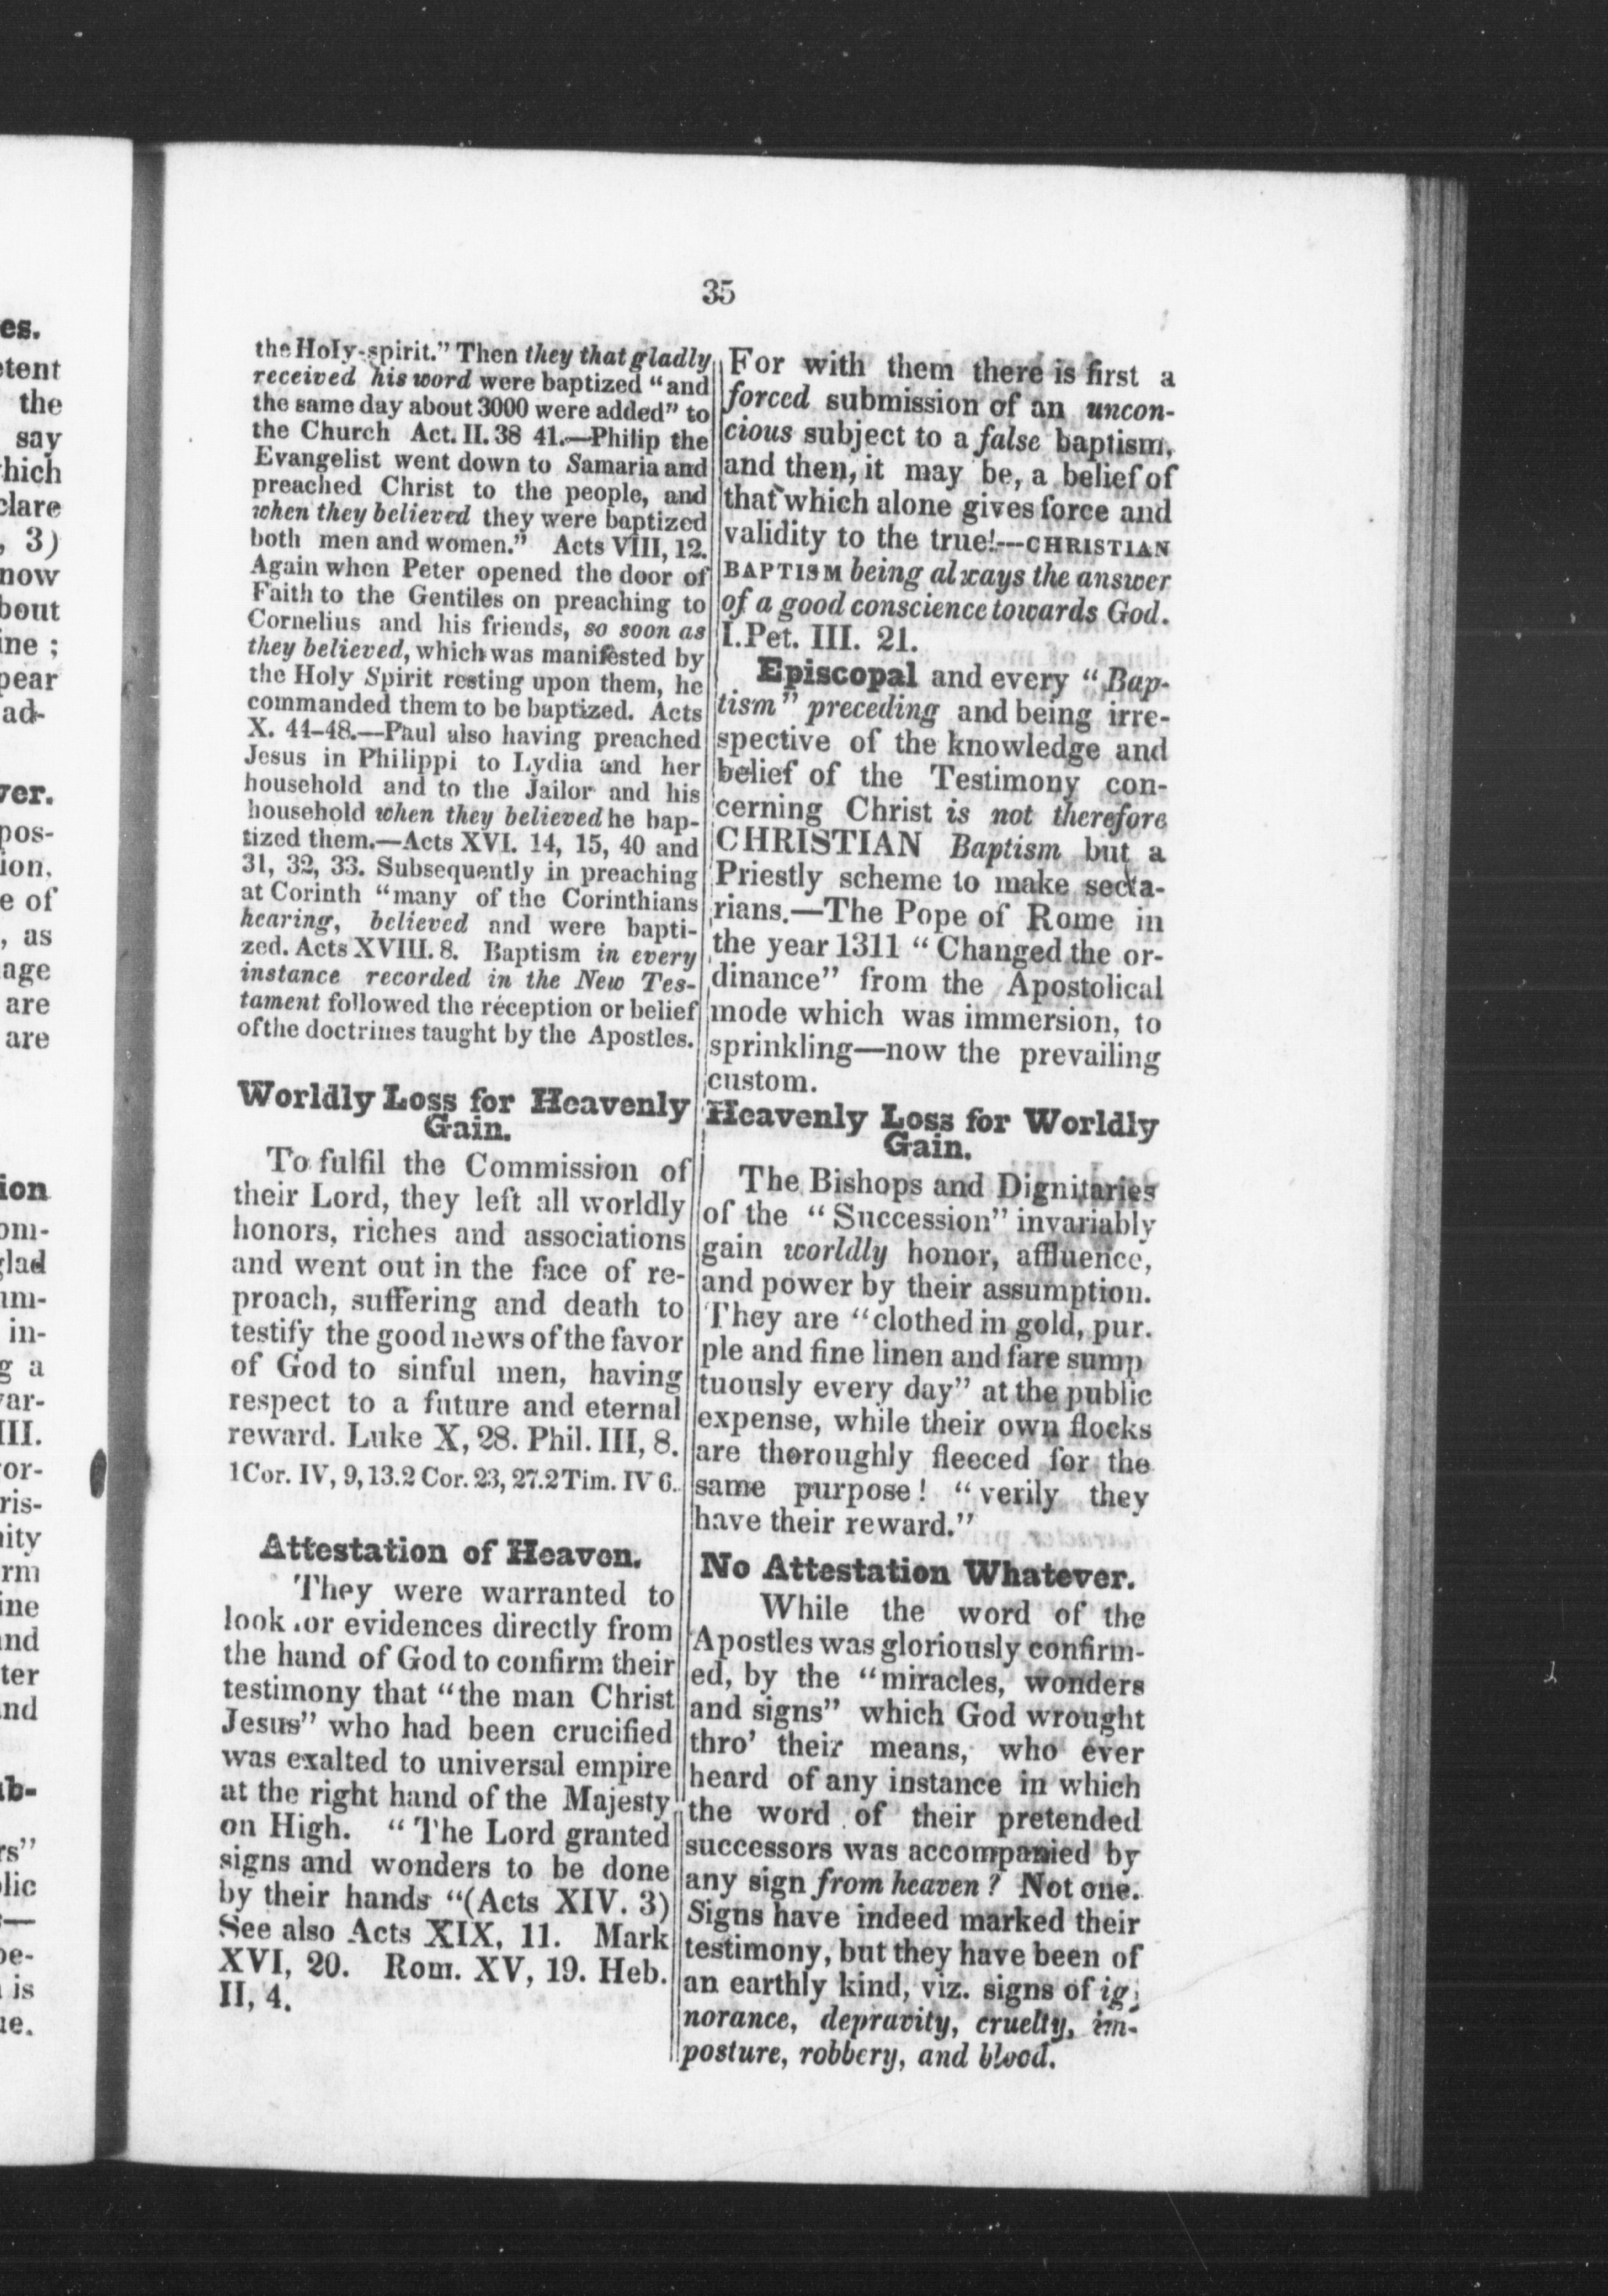 35
the Holy-spirit." Then they that gladly
received his word were baptized "and
the same day about 3000 were added" to
the Church Act. II. 38 41.—Philip the
Evangelist went down to Samaria and
preached Christ to the people, and
when they believed they were baptized
both men and women." Acts VIII, 12.
Again when Peter opened the door of
Faith to the Gentiles on preaching to
Cornelius and his friends, so soon as
they believed, which was manifested by
the Holy Spirit resting upon them, he
commanded them to be baptized. Acts
X. 44-48.—Paul also having preached
Jesus in Philippi to Lydia and her
household and to the Jailor and his
household when they believed he bap-
tized them.—Acts XVI. 14, 15, 40 and
31, 32, 33. Subsequently in preaching
at Corinth "many of the Corinthians
hearing, believed and were bapti-
zed. Acts XVIII. 8. Baptism in every
instance recorded in the New Tes-
tament followed the reception or belief
of the doctrines taught by the Apostles.
Worldly Loss for Heavenly
Gain.
To fulfil the Commission of
their Lord, they left all worldly
honors, riches and associations
and went out in the face of re-
proach, suffering and death to
testify the good news of the favor
of God to sinful men, having
respect to a future and eternal
reward. Luke X, 28. Phil. III, 8.
1 Cor. IV, 9, 13. 2 Cor. 23, 27. 2 Tim. IV 6.
Attestation of Heaven.
They were warranted to
look or evidences directly from
the hand of God to confirm their
testimony that "the man Christ
Jesus" who had been crucified
was exalted to universal empire
at the right hand of the Majesty
on High. "The Lord granted
signs and wonders to be done
by their hands "(Acts XIV. 3)
See also Acts XIX, 11. Mark
XVI, 20. Rom. XV, 19. Heb.
II, 4.
For with them there is first a
forced submission of an uncon-
cious subject to a false baptism,
and then, it may be, a belief of
that which alone gives force and
validity to the true!---CHRISTIAN
BAPTISM being always the answer
of a good conscience towards God.
I. Pet. III. 21.
Episcopal and every "Bap-
tism" preceding and being irre-
spective of the knowledge and
belief of the Testimony con-
cerning Christ is not therefore
CHRISTIAN Baptism but a
Priestly scheme to make secta-
rians.—The Pope of Rome in
the year 1311 "Changed the or-
dinance" from the Apostolical
mode which was immersion, to
sprinkling—now the prevailing
custom.
Heavenly Loss for Worldly
Gain.
The Bishops and Dignitaries
of the "Succession" invariably
gain worldly honor, affluence,
and power by their assumption.
They are "clothed in gold, pur.
ple and fine linen and fare sump
tuously every day" at the public
expense, while their own flocks
are thoroughly fleeced for the
same purpose! "verily they
have their reward."
No Attestation Whatever.
While the word of the
Apostles was gloriously confirm-
ed, by the "miracles, wonders
and signs" which God wrought
thro' their means, who ever
heard of any instance in which
the word of their pretended
successors was accompanied by
any sign from heaven? Not one.
Signs have indeed marked their
testimony, but they have been of
an earthly kind, viz. signs of ig
norance, depravity, cruelty, im-
posture, robbery, and blood.